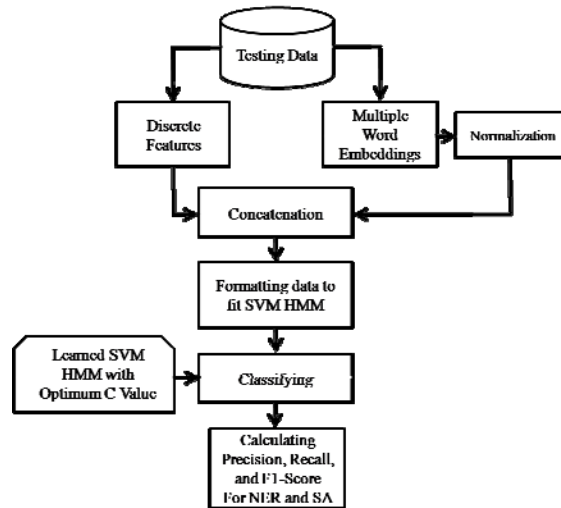 Testing Data
Discrete
Features
Multiple
Word
Embeddings
Normalization
Concatenation
Formatting data to
fit SVM HMM
Learned SVM
HMM with
Optimum C Value
Classifying
Calculating
Precision, Recall,
and F1-Score
For NER and SA